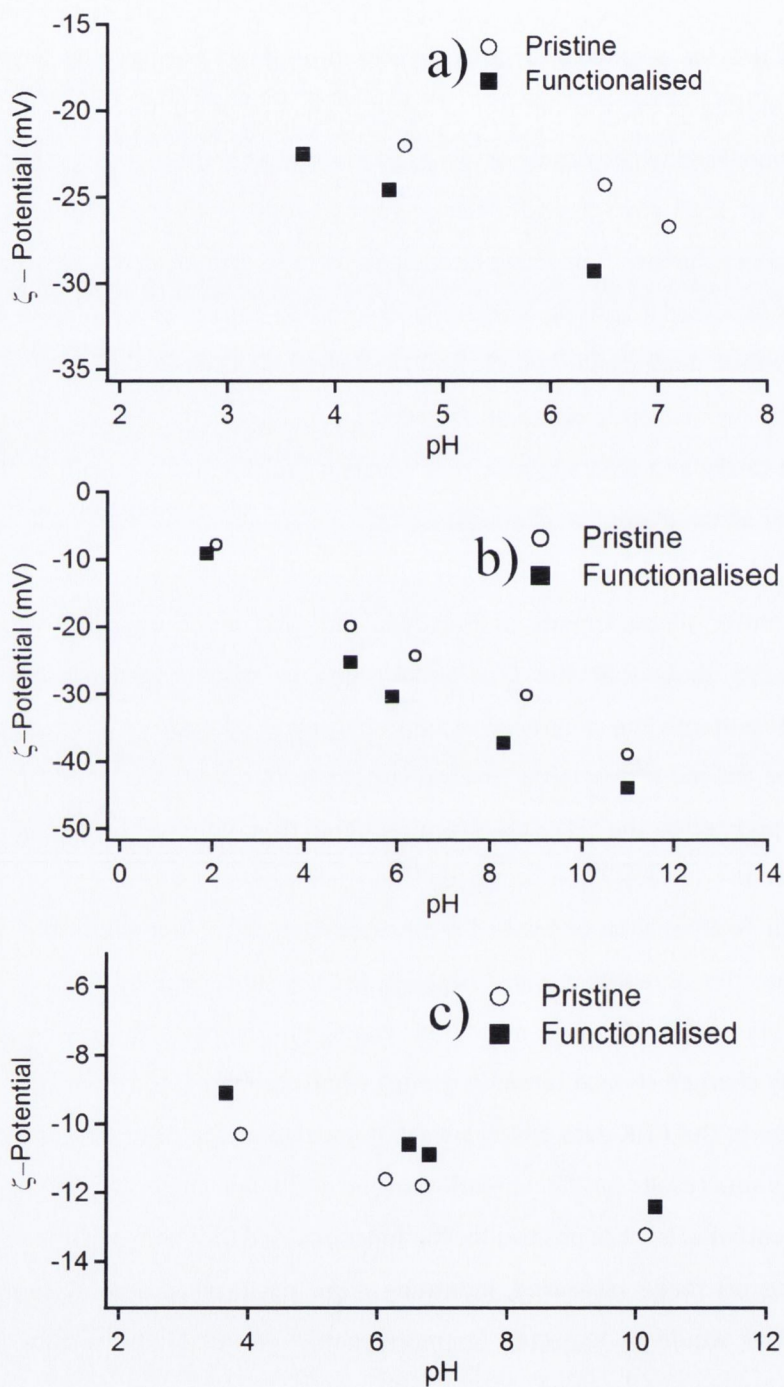 a)
Pristine
Functionalised
ζ – Potential (mV)
-15
-20
-25
-30
-35
2 3 4 5 6 7 8
pH
b)
Pristine
Functionalised
ζ–Potential (mV)
0
-10
-20
-30
-40
-50
0 2 4 6 8 10 12 14
pH
c)
Pristine
Functionalised
ζ–Potential
-6
-8
-10
-12
-14
2 4 6 8 10 12
pH